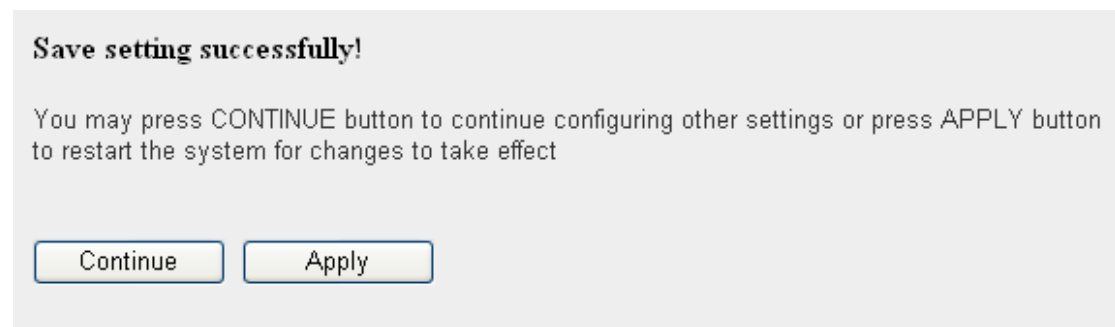 Save setting successfully!
You may press CONTINUE button to continue configuring other settings or press APPLY button
to restart the system for changes to take effect
Continue Apply